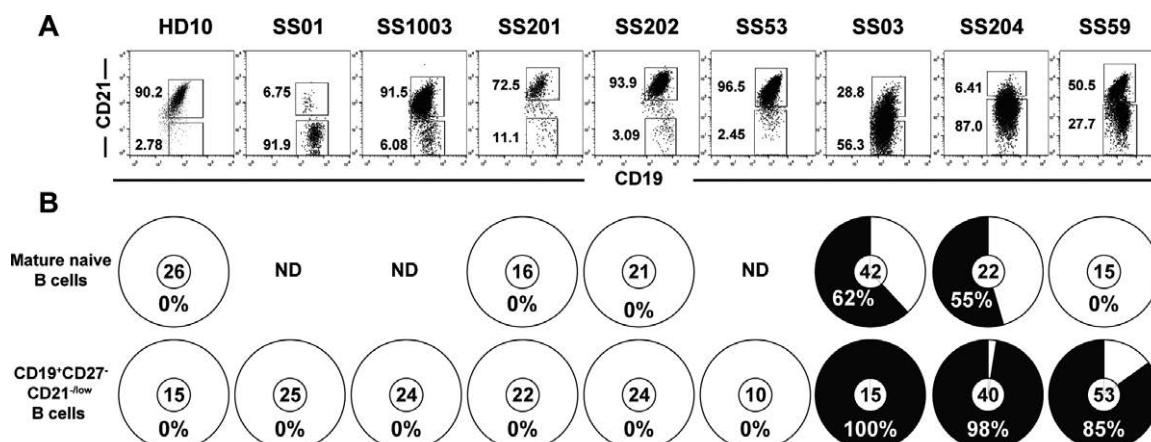 A
HD10 SS01 SS1003 SS201 SS202 SS53 SS03 SS204 SS59
CD21
90.2 6.75 91.5 72.5 93.9 96.5 28.8 6.41 50.5
2.78 91.9 6.08 11.1 3.09 2.45 56.3 87.0 27.7
CD19
B
Mature naive
B cells
26 ND ND 16 21 ND 42 22 15
0% 0% 0% 62% 55% 0%
CD19⁺CD27⁻
CD21⁻/low
B cells
15 25 24 22 24 10 15 40 53
0% 0% 0% 0% 0% 0% 100% 98% 85%